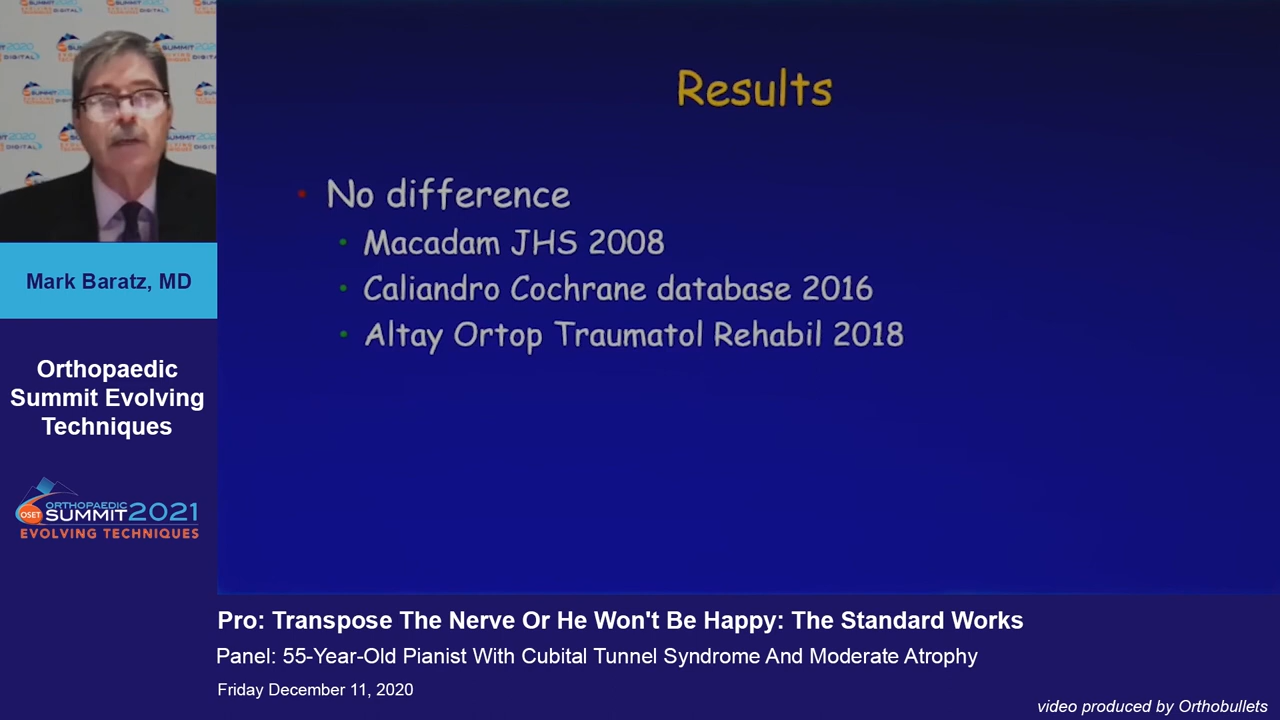 Results
No difference
Macadam JHS 2008
Caliandro Cochrane database 2016
Altay Ortop Traumatol Rehabil 2018
Mark Baratz, MD
Orthopaedic
Summit Evolving
Techniques
OSET
ORTHOPAEDIC
SUMMIT 2021
EVOLVING TECHNIQUES
Pro: Transpose The Nerve Or He Won't Be Happy: The Standard Works
Panel: 55-Year-Old Pianist With Cubital Tunnel Syndrome And Moderate Atrophy
Friday December 11, 2020
video produced by Orthobullets